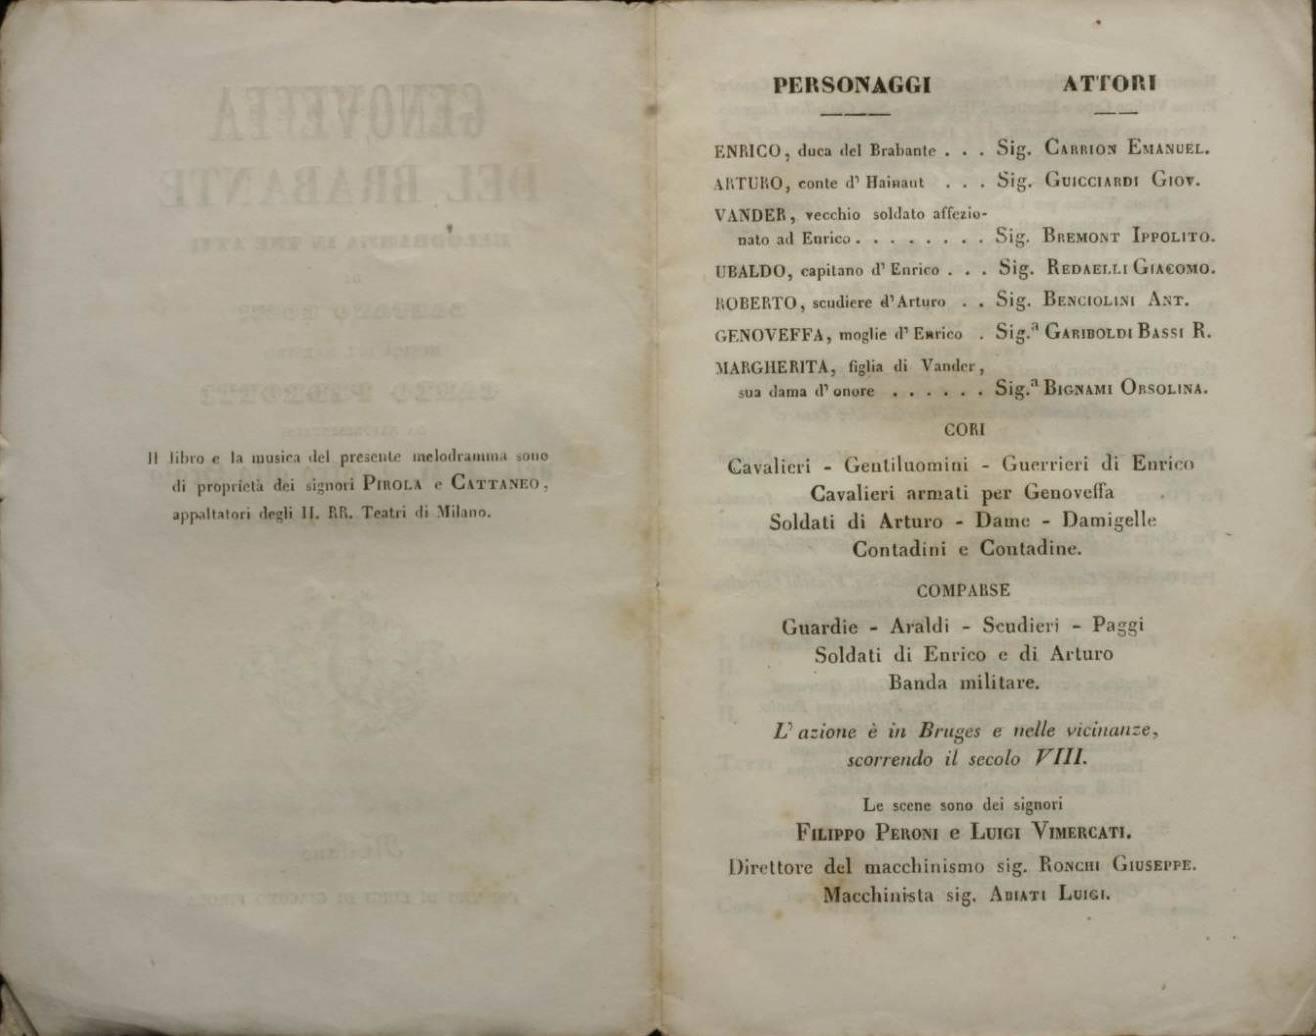 Il libro e la musica del presente melodramma sono
di proprietà dei signori PIROLA e CATTANEO,
appaltatori degli II. RR. Teatri di Milano.
PERSONAGGI ATTORI
ENRICO, duca del Brabante . . . Sig. CARRION EMANUEL.
ARTURO, conte d' Hainaut . . . Sig. GUICCIARDI GIOV.
VANDER, vecchio soldato affezio-
nato ad Enrico . . . . . . . . Sig. BREMONT IPPOLITO.
UBALDO, capitano d' Enrico . . . Sig. REDAELLI GIACOMO.
ROBERTO, scudiere d'Arturo . . Sig. BENCIOLINI ANT.
GENOVEFFA, moglie d' Enrico . Sig.ª GARIBOLDI BASSI R.
MARGHERITA, figlia di Vander,
sua dama d' onore . . . . . . Sig.ª BIGNAMI ORSOLINA.
CORI
Cavalieri - Gentiluomini - Guerrieri di Enrico
Cavalieri armati per Genoveffa
Soldati di Arturo - Dame - Damigelle
Contadini e Contadine.
COMPARSE
Guardie - Araldi - Scudieri - Paggi
Soldati di Enrico e di Arturo
Banda militare.
L' azione è in Bruges e nelle vicinanze,
scorrendo il secolo VIII.
Le scene sono dei signori
FILIPPO PERONI e LUIGI VIMERCATI.
Direttore del macchinismo sig. RONCHI GIUSEPPE.
Macchinista sig. ABIATI LUIGI.